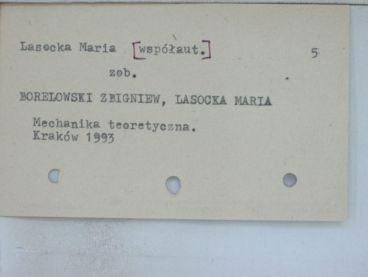 Lasocka Maria [współaut.] 5
zob.
BORELOWSKI ZBIGNIEW, LASOCKA MARIA
Mechanika teoretyczna.
Kraków 1993